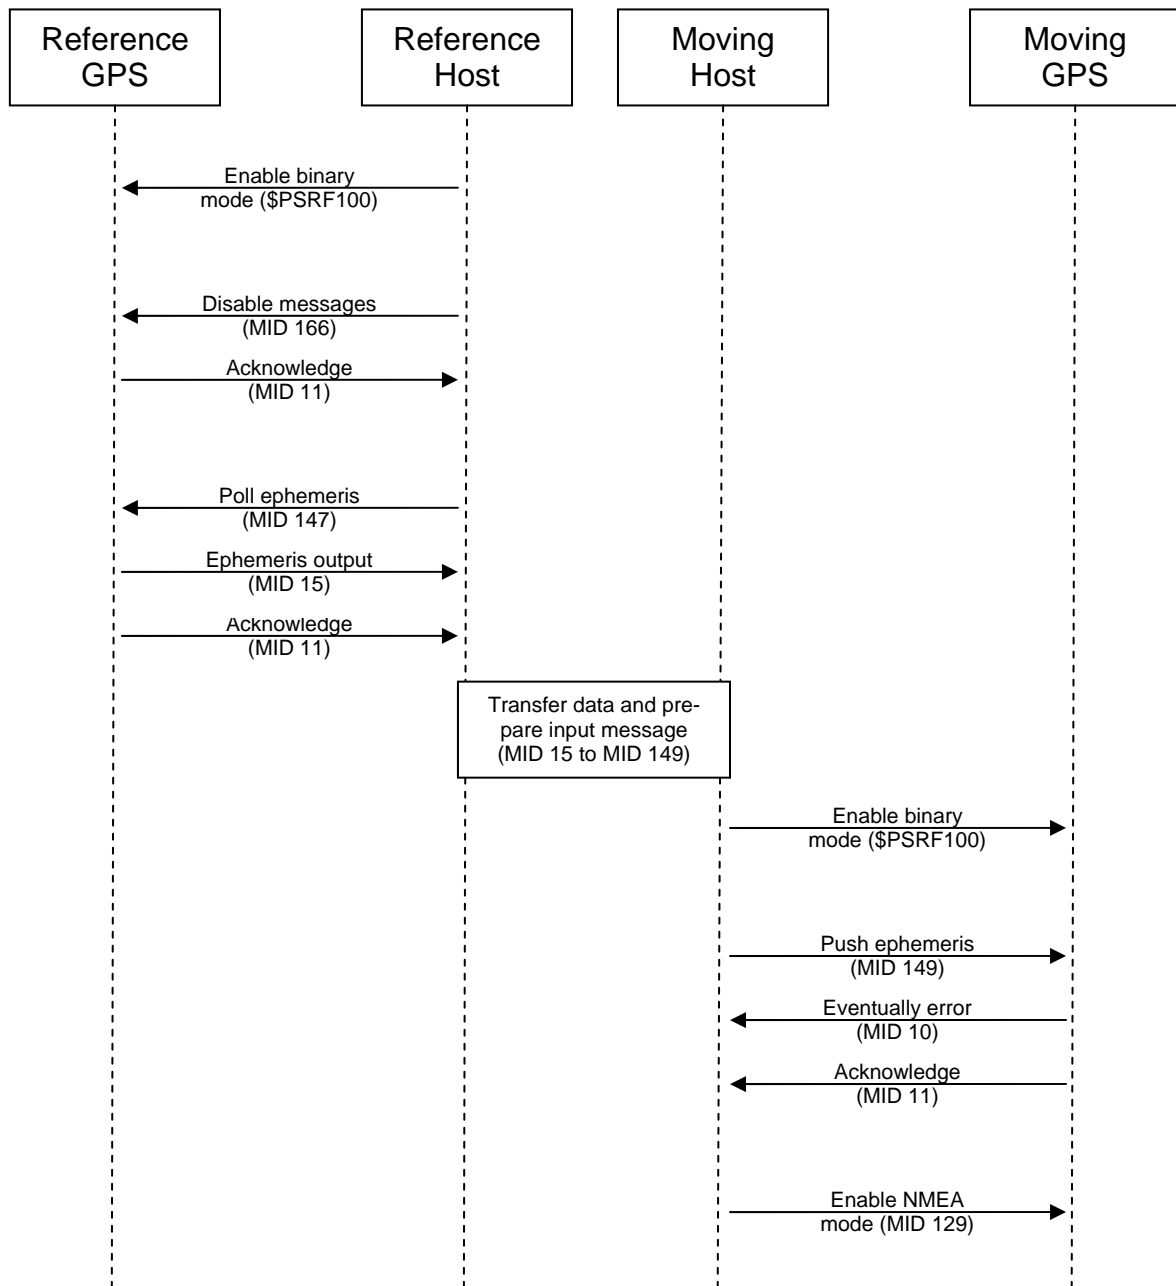 Reference
GPS
Reference
Host
Moving
Host
Moving
GPS
Enable binary
mode ($PSRF100)
Disable messages
(MID 166)
Acknowledge
(MID 11)
Poll ephemeris
(MID 147)
Ephemeris output
(MID 15)
Acknowledge
(MID 11)
Transfer data and pre-
pare input message
(MID 15 to MID 149)
Enable binary
mode ($PSRF100)
Push ephemeris
(MID 149)
Eventually error
(MID 10)
Acknowledge
(MID 11)
Enable NMEA
mode (MID 129)